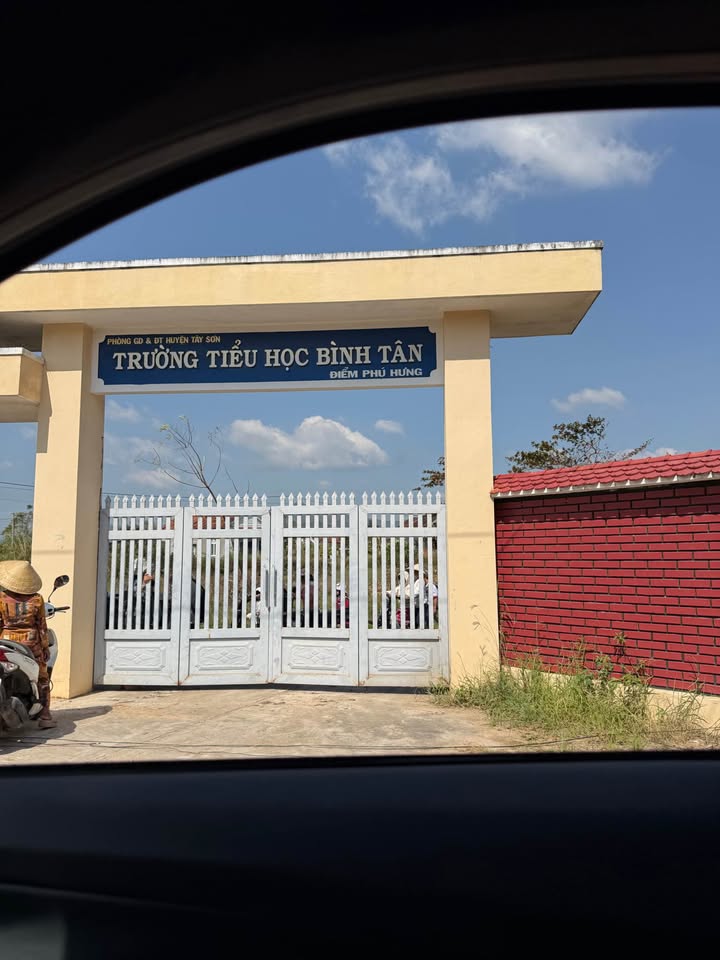 PHÒNG GD & ĐT HUYỆN TÂY SƠN
TRƯỜNG TIỂU HỌC BÌNH TÂN
ĐIỂM PHÚ HƯNG